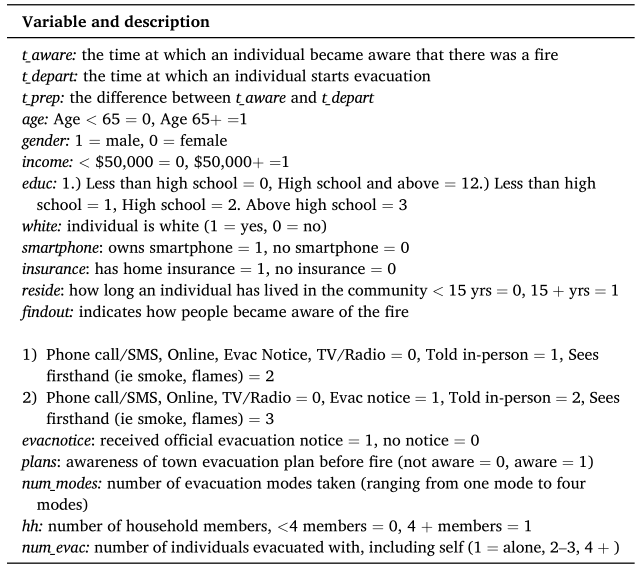 Variable and description
t_aware: the time at which an individual became aware that there was a fire
t_depart: the time at which an individual starts evacuation
t_prep: the difference between t_aware and t_depart
age: Age < 65 = 0, Age 65+ =1
gender: 1 = male, 0 = female
income: < $50,000 = 0, $50,000+ =1
educ: 1.) Less than high school = 0, High school and above = 12.) Less than high
school = 1, High school = 2. Above high school = 3
white: individual is white (1 = yes, 0 = no)
smartphone: owns smartphone = 1, no smartphone = 0
insurance: has home insurance = 1, no insurance = 0
reside: how long an individual has lived in the community < 15 yrs = 0, 15 + yrs = 1
findout: indicates how people became aware of the fire
1) Phone call/SMS, Online, Evac Notice, TV/Radio = 0, Told in-person = 1, Sees
firsthand (ie smoke, flames) = 2
2) Phone call/SMS, Online, TV/Radio = 0, Evac notice = 1, Told in-person = 2, Sees
firsthand (ie smoke, flames) = 3
evacnotice: received official evacuation notice = 1, no notice = 0
plans: awareness of town evacuation plan before fire (not aware = 0, aware = 1)
num_modes: number of evacuation modes taken (ranging from one mode to four
modes)
hh: number of household members, <4 members = 0, 4 + members = 1
num_evac: number of individuals evacuated with, including self (1 = alone, 2–3, 4 + )